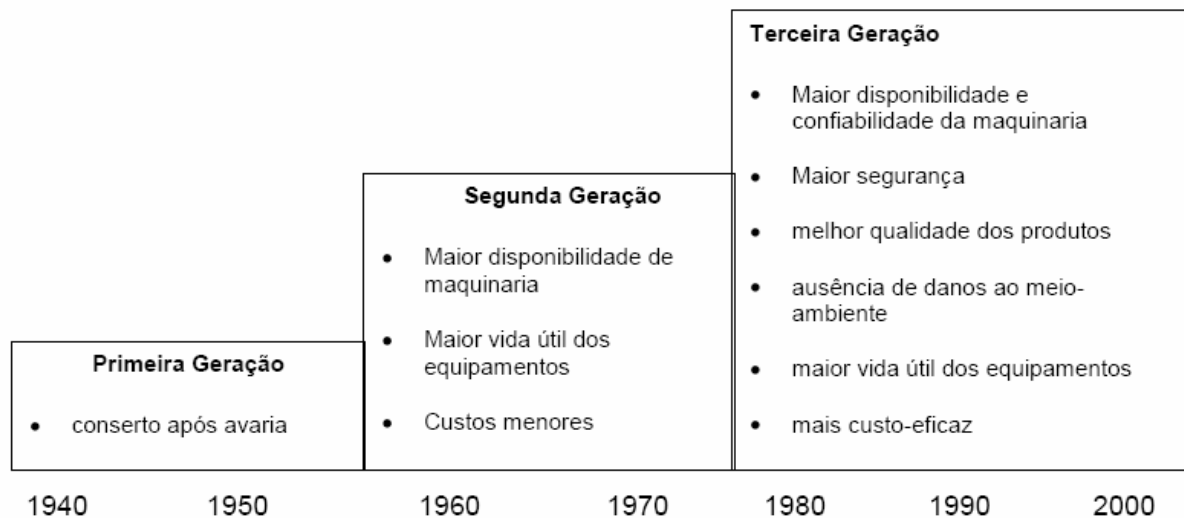 Primeira Geração
• conserto após avaria
Segunda Geração
• Maior disponibilidade de
maquinaria
• Maior vida útil dos
equipamentos
• Custos menores
Terceira Geração
• Maior disponibilidade e
confiabilidade da maquinaria
• Maior segurança
• melhor qualidade dos produtos
• ausência de danos ao meio-
ambiente
• maior vida útil dos equipamentos
• mais custo-eficaz
1940 1950 1960 1970 1980 1990 2000